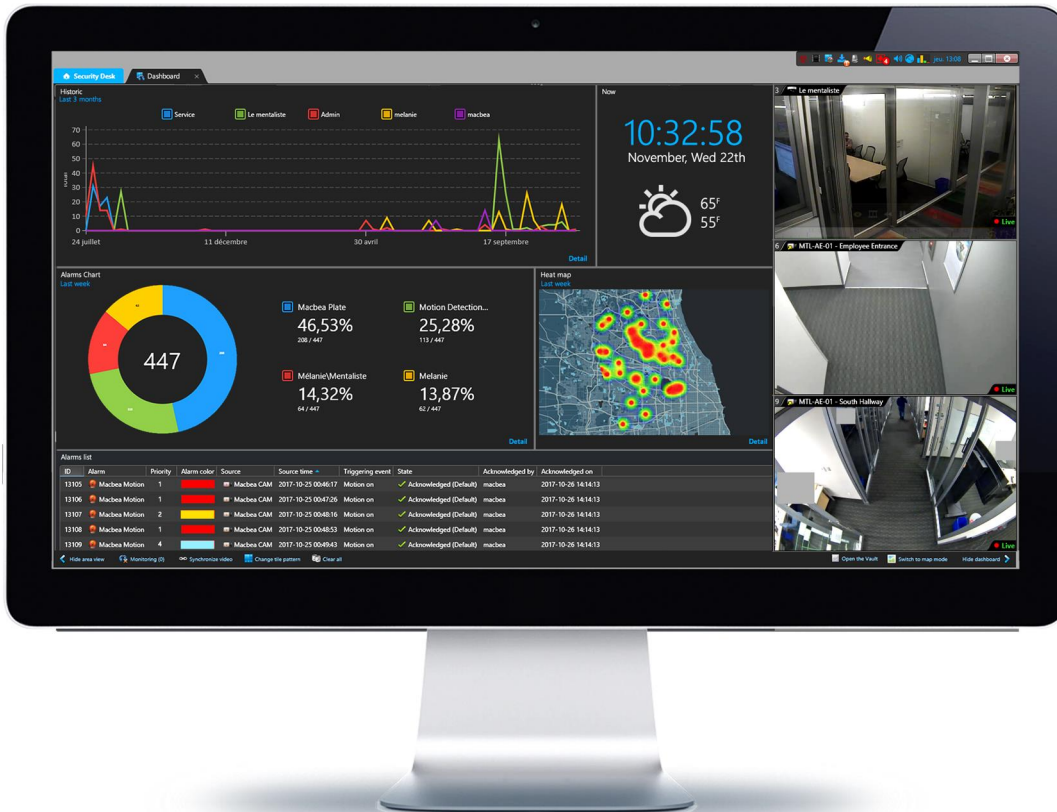 jeu. 13:08
Security Desk
Dashboard
Historic
Last 3 months
Service
Le mentaliste
Admin
melanie
macbea
70
60
50
40
30
20
10
0
24 juillet
11 décembre
30 avril
17 septembre
Detail
Now
10:32:58
November, Wed 22th
65F
55F
Alarms Chart
Last week
447
Macbea Plate
46,53%
208 / 447
Motion Detection...
25,28%
113 / 447
Mélanie\Mentaliste
14,32%
64 / 447
Melanie
13,87%
62 / 447
Detail
Heat map
Last week
Detail
3 / Le mentaliste
Live
6 / MTL-AE-01 - Employee Entrance
Live
9 / MTL-AE-01 - South Hallway
Live
Alarms list
ID Alarm Priority Alarm color Source Source time Triggering event State Acknowledged by Acknowledged on
13105 Macbea Motion 1 Macbea CAM 2017-10-25 00:46:17 Motion on Acknowledged (Default) macbea 2017-10-26 14:14:13
13106 Macbea Motion 1 Macbea CAM 2017-10-25 00:47:26 Motion on Acknowledged (Default) macbea 2017-10-26 14:14:13
13107 Macbea Motion 2 Macbea CAM 2017-10-25 00:48:16 Motion on Acknowledged (Default) macbea 2017-10-26 14:14:13
13108 Macbea Motion 1 Macbea CAM 2017-10-25 00:48:53 Motion on Acknowledged (Default) macbea 2017-10-26 14:14:13
13109 Macbea Motion 4 Macbea CAM 2017-10-25 00:49:43 Motion on Acknowledged (Default) macbea 2017-10-26 14:14:13
Hide area view Monitoring (0) Synchronize video Change tile pattern Clear all Open the Vault Switch to map mode Hide dashboard